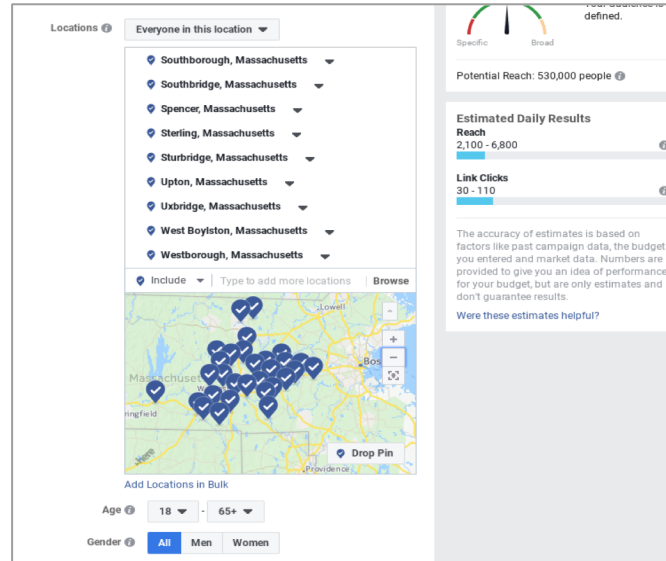 Locations
Everyone in this location
Southborough, Massachusetts
Southbridge, Massachusetts
Spencer, Massachusetts
Sterling, Massachusetts
Sturbridge, Massachusetts
Upton, Massachusetts
Uxbridge, Massachusetts
West Boylston, Massachusetts
Westborough, Massachusetts
Include
Type to add more locations
Browse
Lowell
Bos
Massachuset
ringfield
Here
Providence
Drop Pin
Add Locations in Bulk
Age
18 - 65+
Gender
All Men Women
defined.
Specific Broad
Potential Reach: 530,000 people
Estimated Daily Results
Reach
2,100 - 6,800
Link Clicks
30 - 110
The accuracy of estimates is based on
factors like past campaign data, the budget
you entered and market data. Numbers are
provided to give you an idea of performance
for your budget, but are only estimates and
don't guarantee results.
Were these estimates helpful?